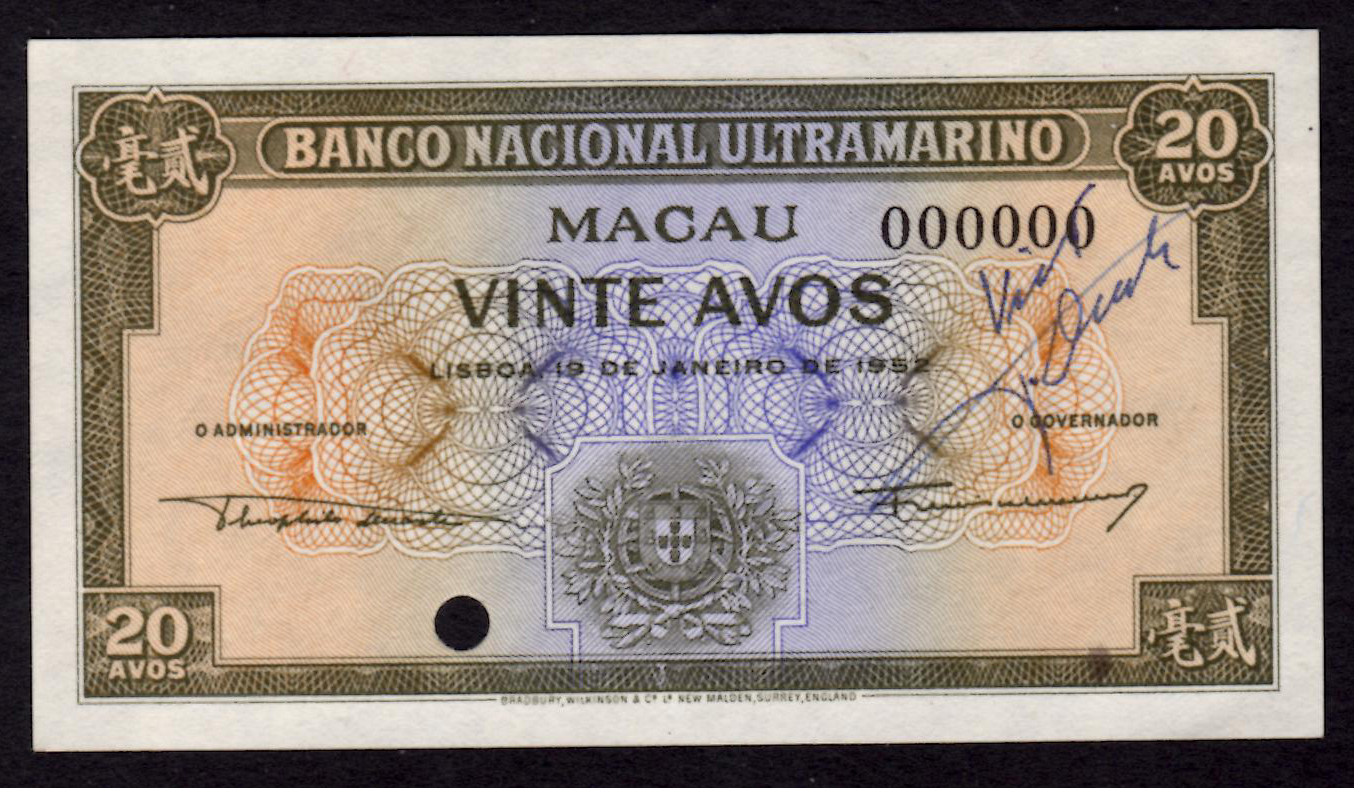 毫貳
BANCO NACIONAL ULTRAMARINO
20
AVOS
MACAU
000000
VINTE AVOS
LISBOA, 19 DE JANEIRO DE 1952
O ADMINISTRADOR
O GOVERNADOR
20
AVOS
毫貳
BRADBURY, WILKINSON & Cº Lº NEW MALDEN, SURREY, ENGLAND